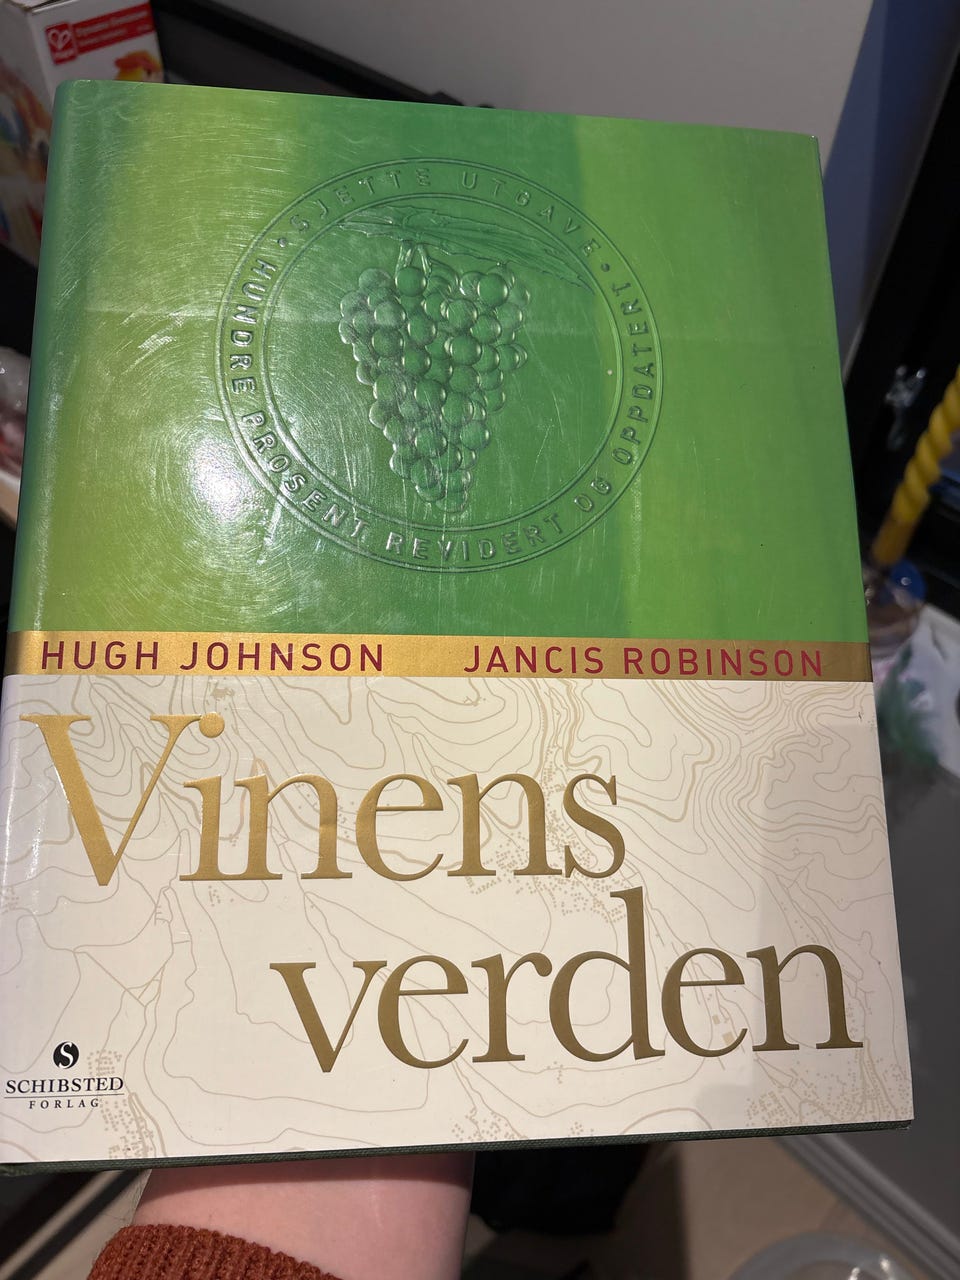 SJETTE UTGAVE • HUNDRE PROSENT REVIDERT OG OPPDATERT •
HUGH JOHNSON JANCIS ROBINSON
Vinens
verden
S
SCHIBSTED
FORLAG